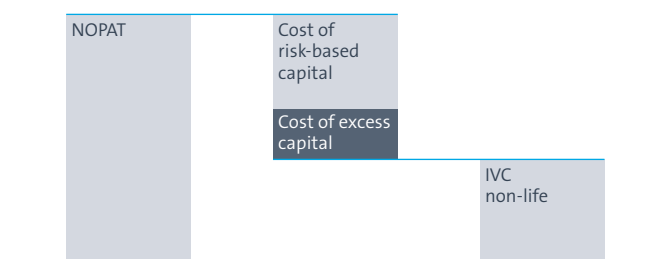 NOPAT
Cost of
risk-based
capital
Cost of excess
capital
IVC
non-life